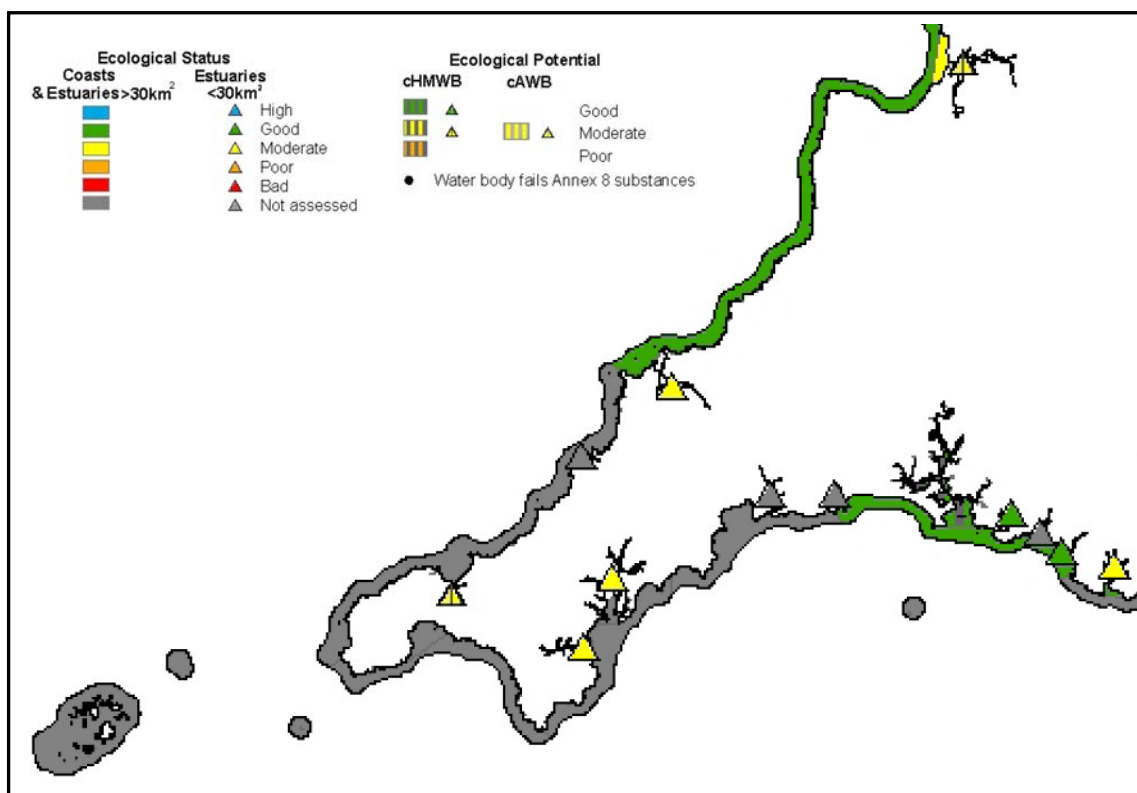 Ecological Status
Coasts & Estuaries >30km²
Estuaries <30km²
High
Good
Moderate
Poor
Bad
Not assessed
Ecological Potential
cHMWB cAWB
Good
Moderate
Poor
Water body fails Annex 8 substances